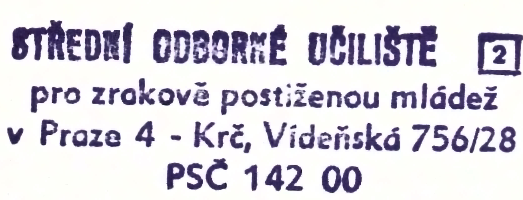 STŘEDNÍ ODBORNÉ UČILIŠTĚ 2
pro zrakově postiženou mládež
v Praze 4 - Krč, Vídeňská 756/28
PSČ 142 00